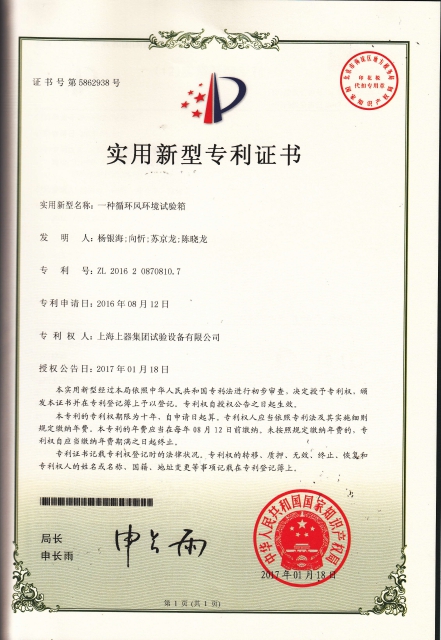 证书号第5862938号
印花税
代扣专用章
国家知识产权局
实用新型专利证书
实用新型名称：一种循环风环境试验箱
发明人：杨银海;向忻;苏京龙;陈晓龙
专利号：ZL 2016 2 0870810.7
专利申请日：2016年08月12日
专利权人：上海上器集团试验设备有限公司
授权公告日：2017年01月18日
本实用新型经过本局依照中华人民共和国专利法进行初步审查，决定授予专利权，颁
发本证书并在专利登记簿上予以登记。专利权自授权公告之日起生效。
本专利的专利权期限为十年，自申请日起算。专利权人应当依照专利法及其实施细则
规定缴纳年费。本专利的年费应当在每年08月12日前缴纳。未按照规定缴纳年费的，专
利权自应当缴纳年费期满之日起终止。
专利证书记载专利权登记时的法律状况。专利权的转移、质押、无效、终止、恢复和
专利权人的姓名或名称、国籍、地址变更等事项记载在专利登记簿上。
局长
申长雨
申长雨
中华人民共和国国家知识产权局
2017年01月18日
第1页(共1页)